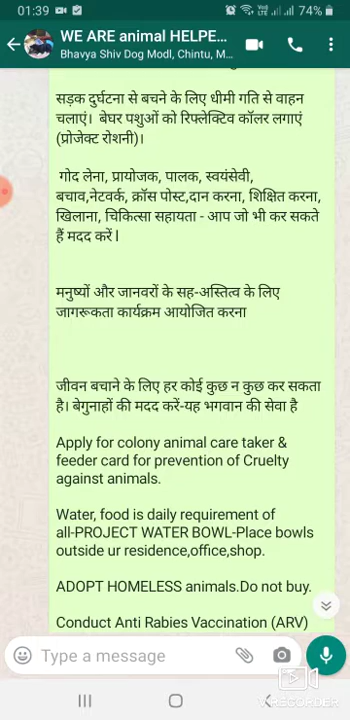 01:39
74%
WE ARE animal HELPE...
Bhavya Shiv Dog Modl, Chintu, M...
सड़क दुर्घटना से बचने के लिए धीमी गति से वाहन
चलाएं। बेघर पशुओं को रिफ्लेक्टिव कॉलर लगाएं
(प्रोजेक्ट रोशनी)।
गोद लेना, प्रायोजक, पालक, स्वयंसेवी,
बचाव,नेटवर्क, क्रॉस पोस्ट,दान करना, शिक्षित करना,
खिलाना, चिकित्सा सहायता - आप जो भी कर सकते
हैं मदद करें l
मनुष्यों और जानवरों के सह-अस्तित्व के लिए
जागरूकता कार्यक्रम आयोजित करना
जीवन बचाने के लिए हर कोई कुछ न कुछ कर सकता
है। बेगुनाहों की मदद करें-यह भगवान की सेवा है
Apply for colony animal care taker &
feeder card for prevention of Cruelty
against animals.
Water, food is daily requirement of
all-PROJECT WATER BOWL-Place bowls
outside ur residence,office,shop.
ADOPT HOMELESS animals.Do not buy.
Conduct Anti Rabies Vaccination (ARV)
Type a message
VIRECORDER